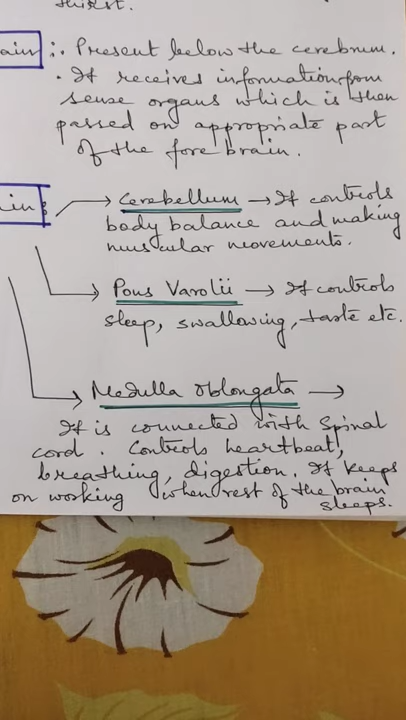 thirst.
ain :. Present below the cerebrum.
. It receives information from
sense organs which is then
passed on appropriate part
of the fore brain.
in: → Cerebellum → It controls
body balance and making
muscular movements.
→ Pons Varolii → It controls
sleep, swallowing, taste etc.
→ Medulla oblongata →
It is connected with Spinal
cord. Controls heartbeat,
breathing, digestion. It keeps
on working when rest of the brain
sleeps.